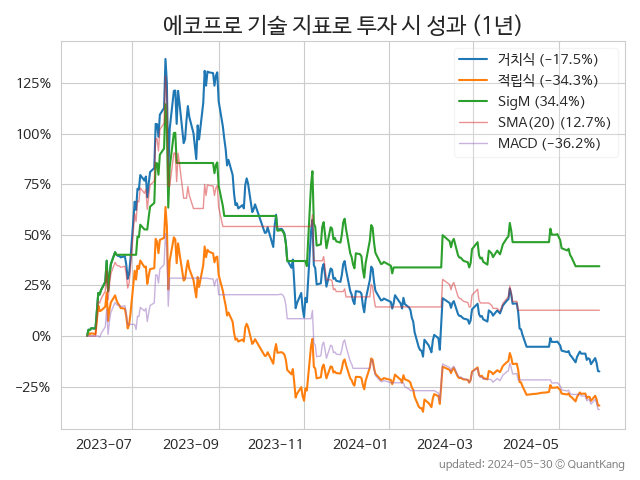 에코프로 기술 지표로 투자 시 성과 (1년)
거치식 (−17.5%)
적립식 (−34.3%)
SigM (34.4%)
SMA(20) (12.7%)
MACD (−36.2%)
125%
100%
75%
50%
25%
0%
−25%
2023-07 2023-09 2023-11 2024-01 2024-03 2024-05
updated: 2024-05-30 ⓒ QuantKang